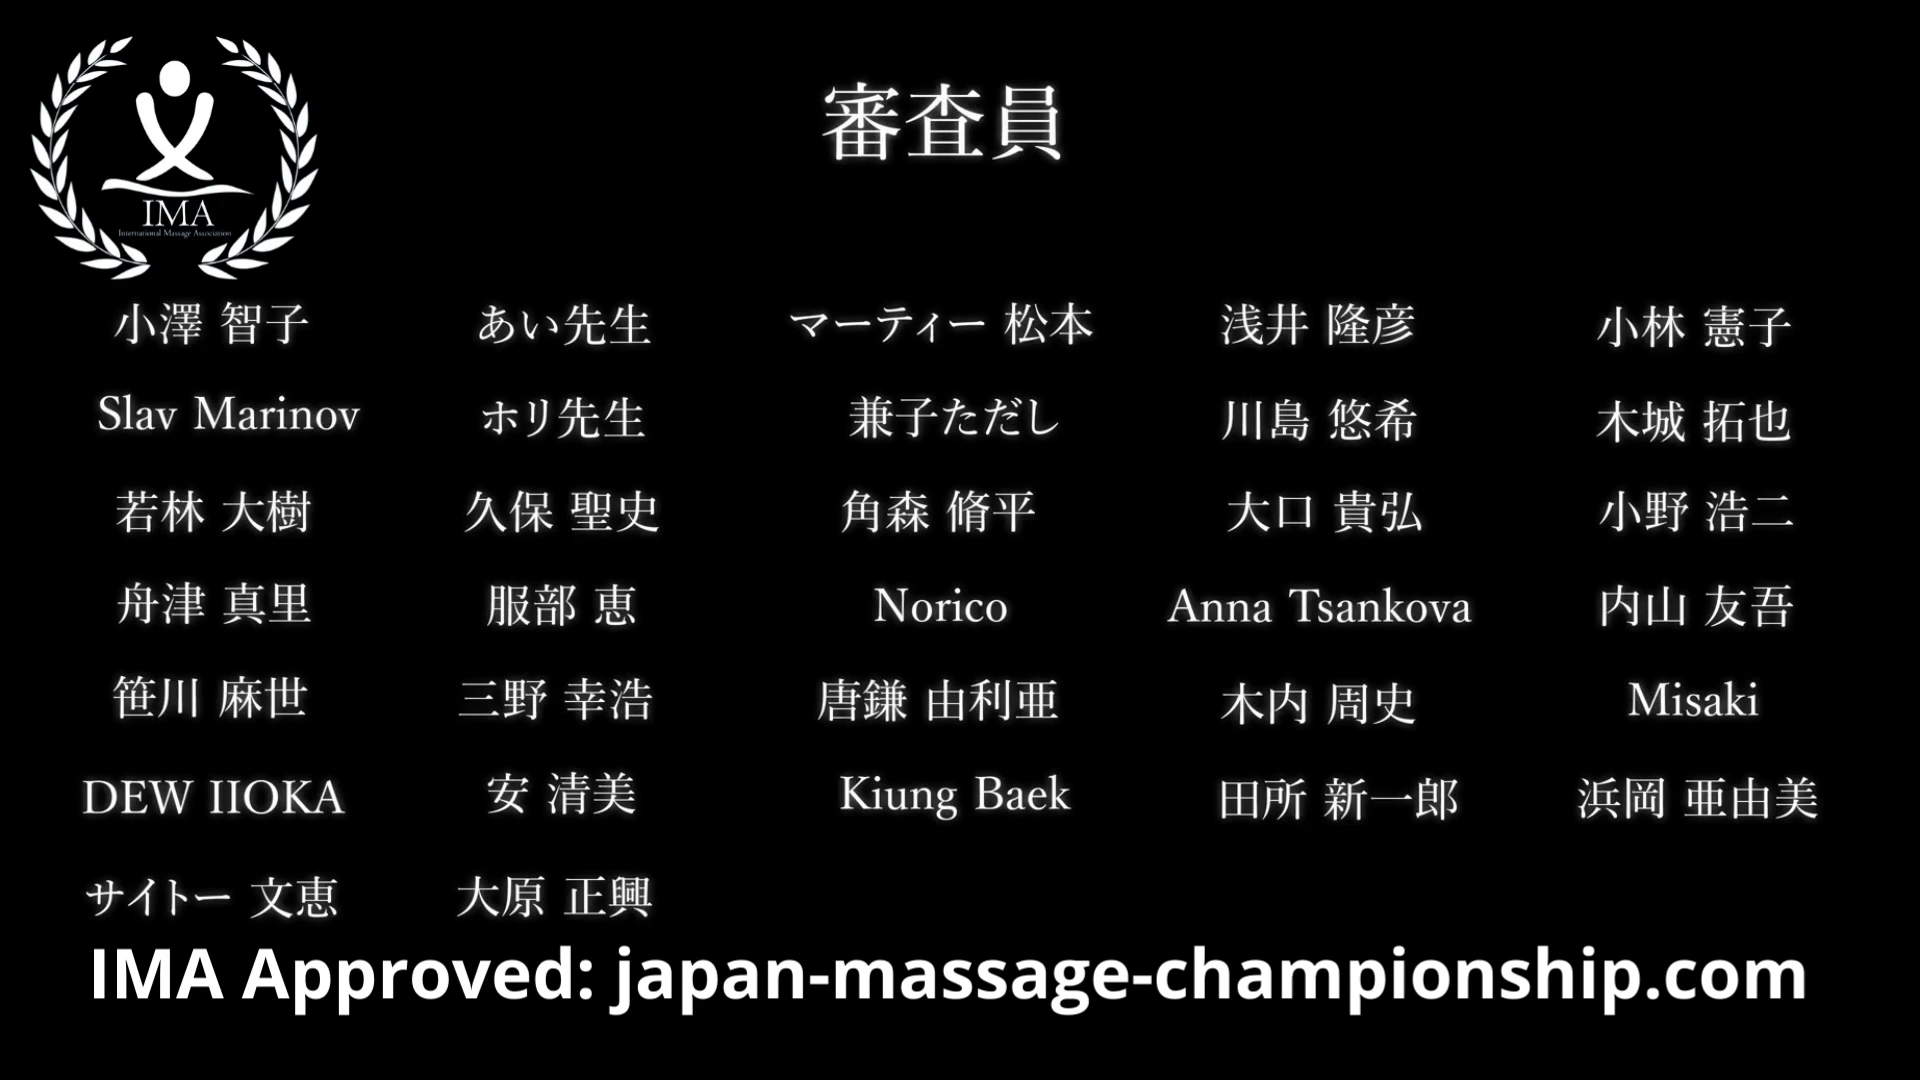 IMA
International Massage Association
審査員
小澤 智子 あい先生 マーティー 松本 浅井 隆彦 小林 憲子
Slav Marinov ホリ先生 兼子ただし 川島 悠希 木城 拓也
若林 大樹 久保 聖史 角森 脩平 大口 貴弘 小野 浩二
舟津 真里 服部 恵 Norico Anna Tsankova 内山 友吾
笹川 麻世 三野 幸浩 唐鎌 由利亜 木内 周史 Misaki
DEW IIOKA 安 清美 Kiung Baek 田所 新一郎 浜岡 亜由美
サイトー 文恵 大原 正興
IMA Approved: japan-massage-championship.com